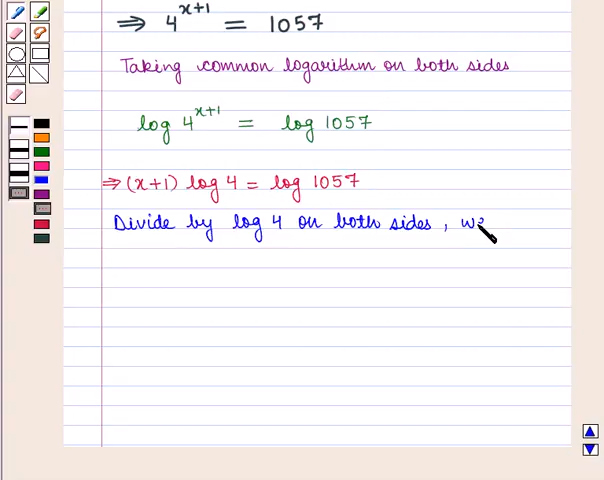 ⇒ 4^{x+1} = 1057
Taking common logarithm on both sides
log 4^{x+1} = log 1057
⇒ (x+1) log 4 = log 1057
Divide by log 4 on both sides, we